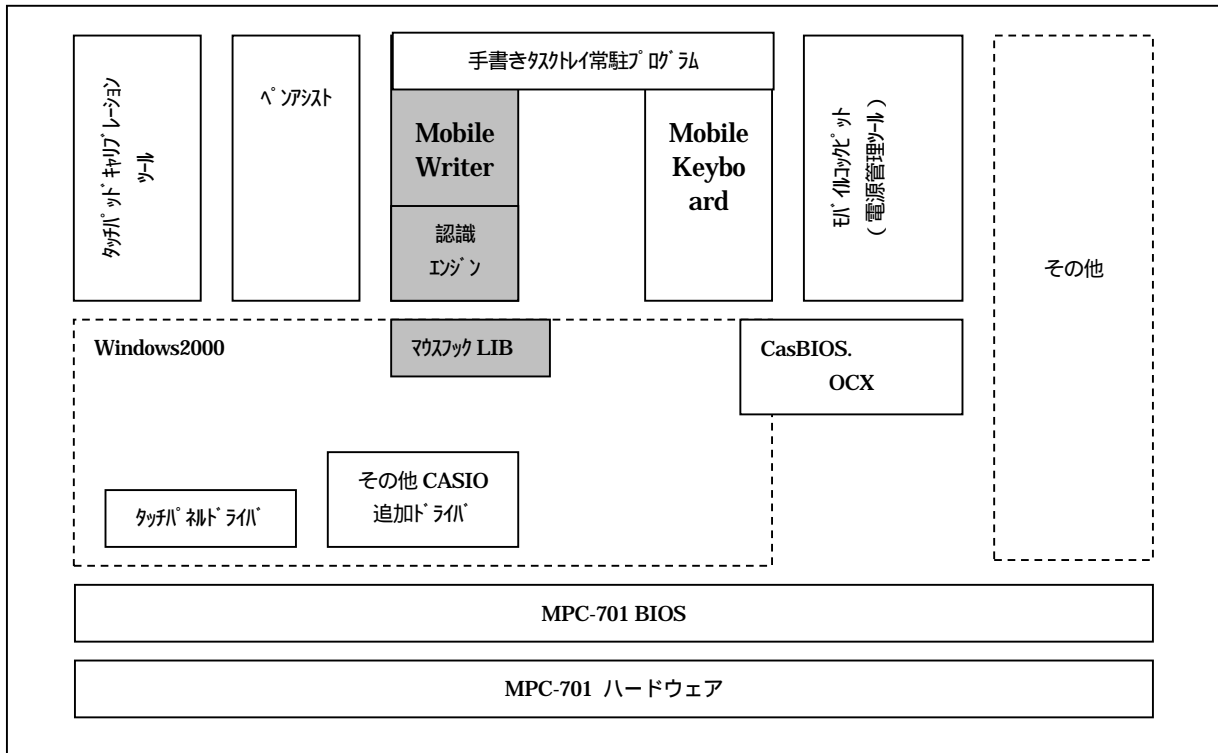 タッチパッドキャリブレーション
ツール
ペンアシスト
手書きタスクトレイ常駐プログラム
Mobile
Writer
認識
エンジン
Mobile
Keybo
ard
モバイルコックピット
(電源管理ツール)
その他
Windows2000
マウスフック LIB
CasBIOS.
OCX
その他 CASIO
追加ドライバ
タッチパネルドライバ
MPC-701 BIOS
MPC-701 ハードウェア